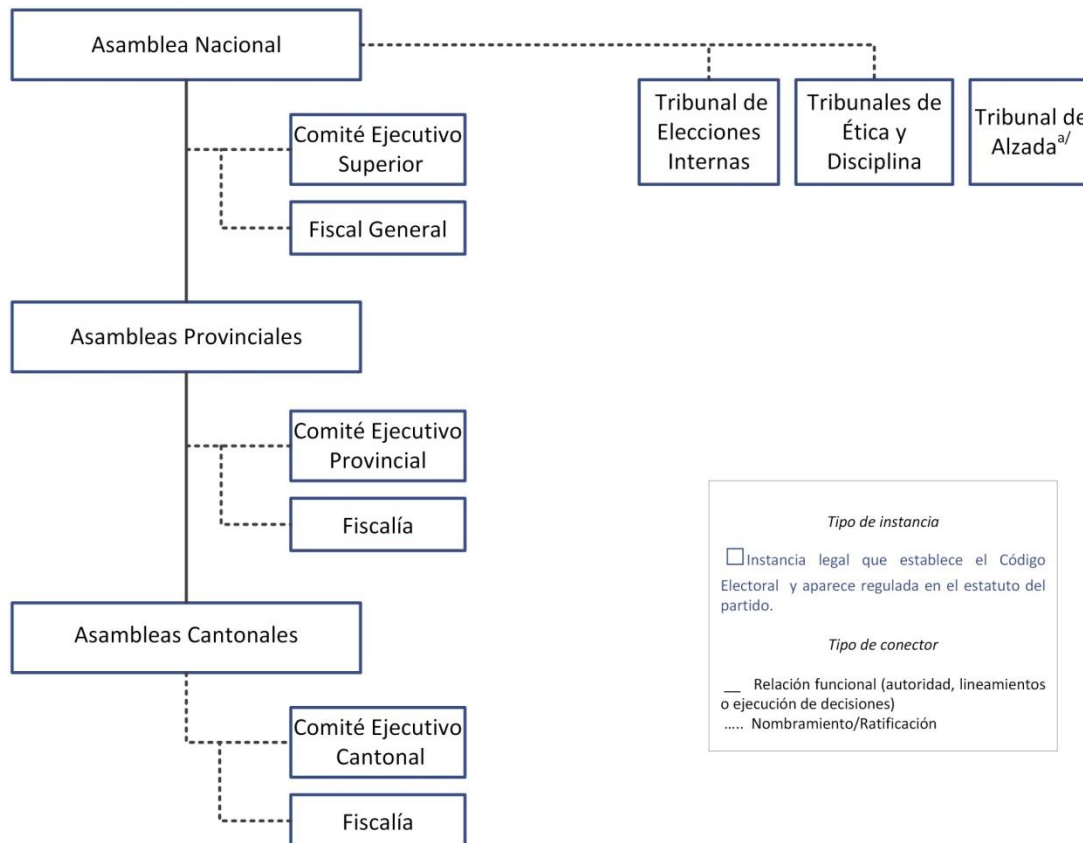 Asamblea Nacional
Tribunal de
Elecciones
Internas
Tribunales de
Ética y
Disciplina
Tribunal de
Alzada a/
Comité Ejecutivo
Superior
Fiscal General
Asambleas Provinciales
Comité Ejecutivo
Provincial
Fiscalía
Asambleas Cantonales
Comité Ejecutivo
Cantonal
Fiscalía
Tipo de instancia
Instancia legal que establece el Código
Electoral y aparece regulada en el estatuto del
partido.
Tipo de conector
__ Relación funcional (autoridad, lineamientos
o ejecución de decisiones)
..... Nombramiento/Ratificación